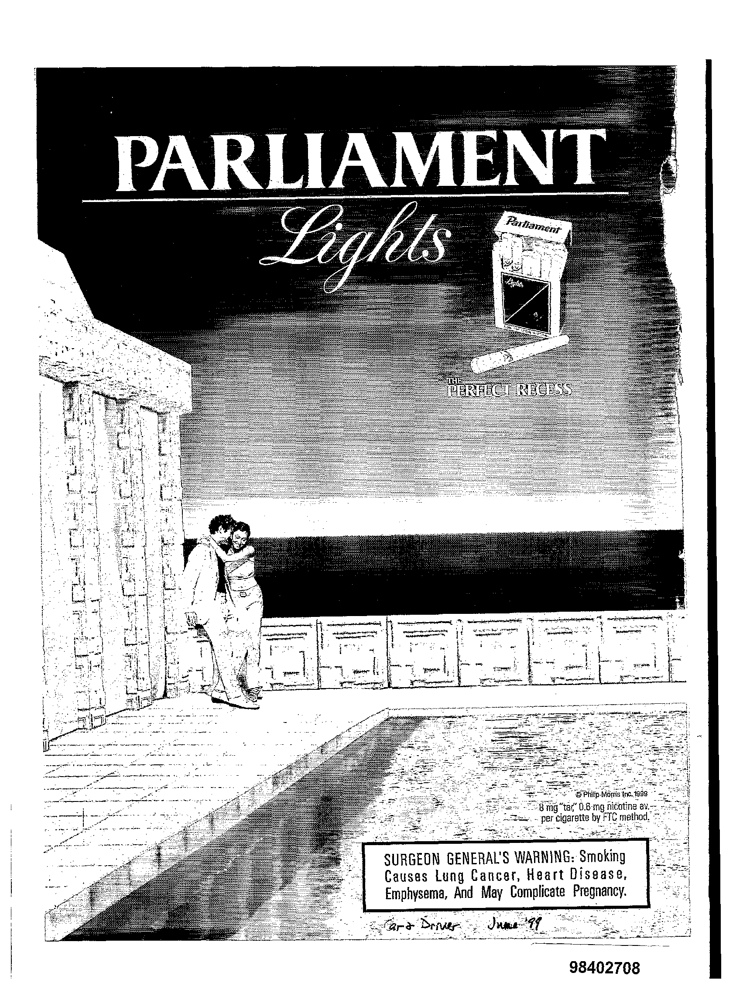 PARLIAMENT
Lights
Parliament
Lights
THE
PERFECT RECESS
© Philip Morris Inc. 1999
8 mg "tar," 0.6 mg nicotine av.
per cigarette by FTC method.
SURGEON GENERAL'S WARNING: Smoking
Causes Lung Cancer, Heart Disease,
Emphysema, And May Complicate Pregnancy.
Car & Driver June '99
98402708